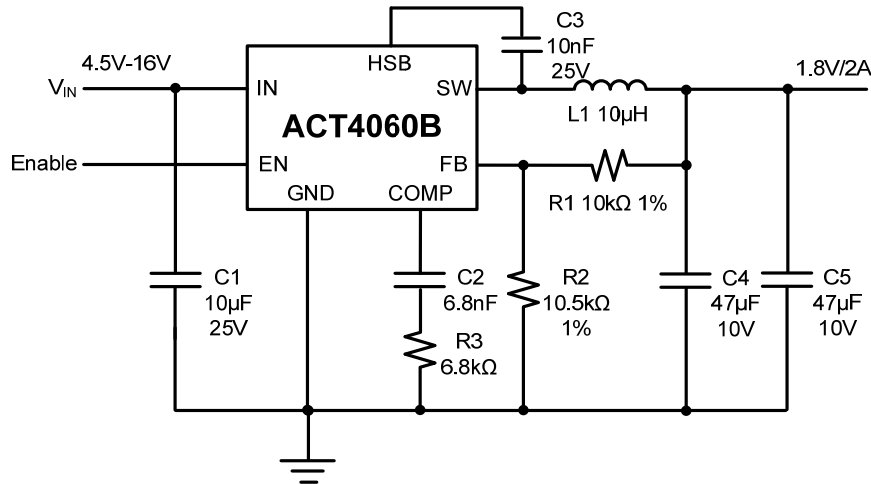 C3
10nF
25V
4.5V-16V
1.8V/2A
HSB
VIN
IN
SW
L1 10µH
ACT4060B
Enable
EN
FB
GND
COMP
R1 10kΩ 1%
C1
10µF
25V
C2
6.8nF
R2
10.5kΩ
1%
C4
47µF
10V
C5
47µF
10V
R3
6.8kΩ